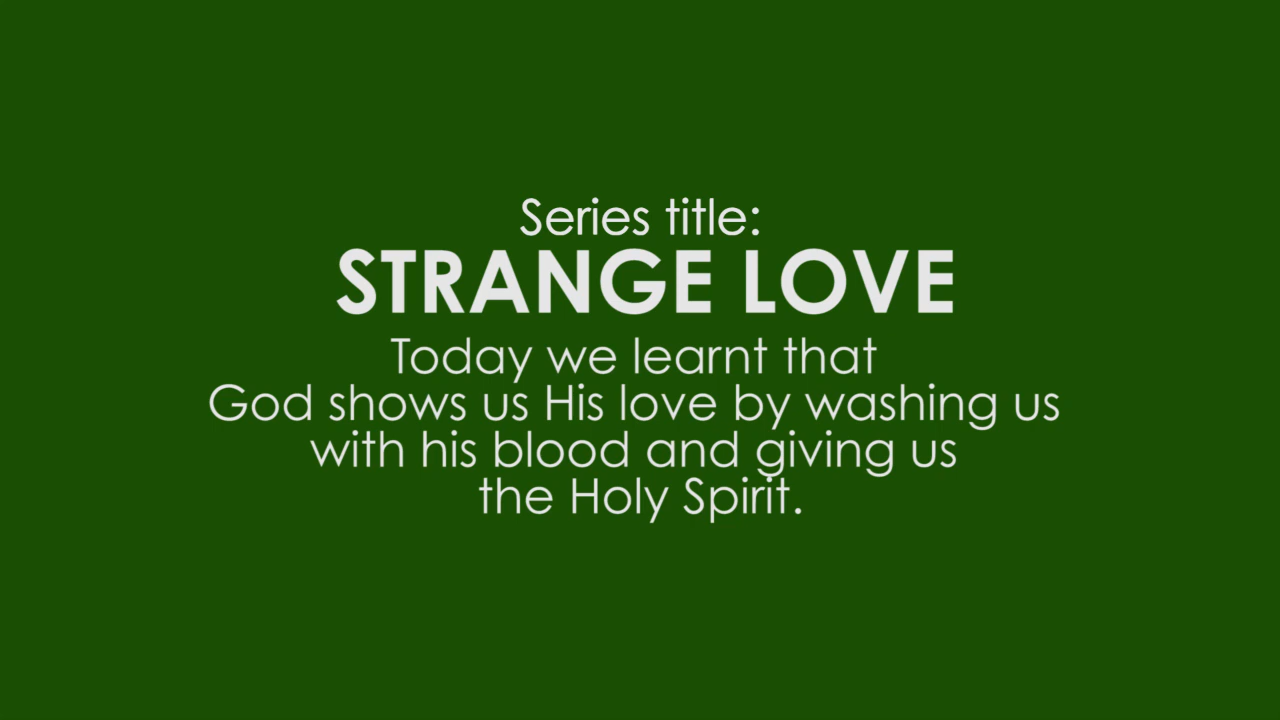 Series title:
STRANGE LOVE
Today we learnt that
God shows us His love by washing us
with his blood and giving us
the Holy Spirit.